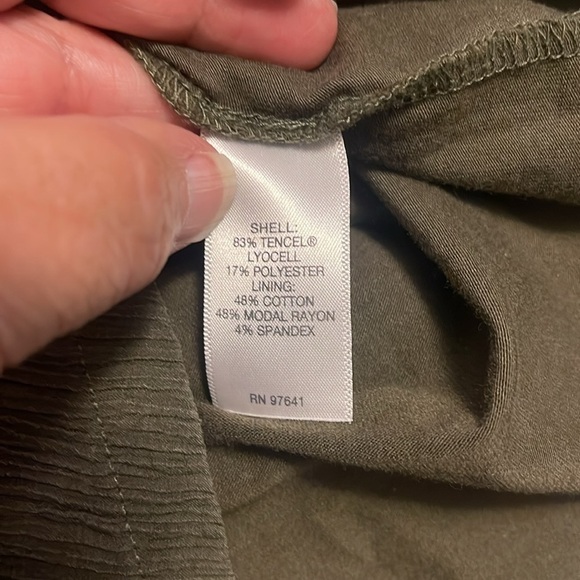 SHELL:
83% TENCEL®
LYOCELL
17% POLYESTER
LINING:
48% COTTON
48% MODAL RAYON
4% SPANDEX
RN 97641